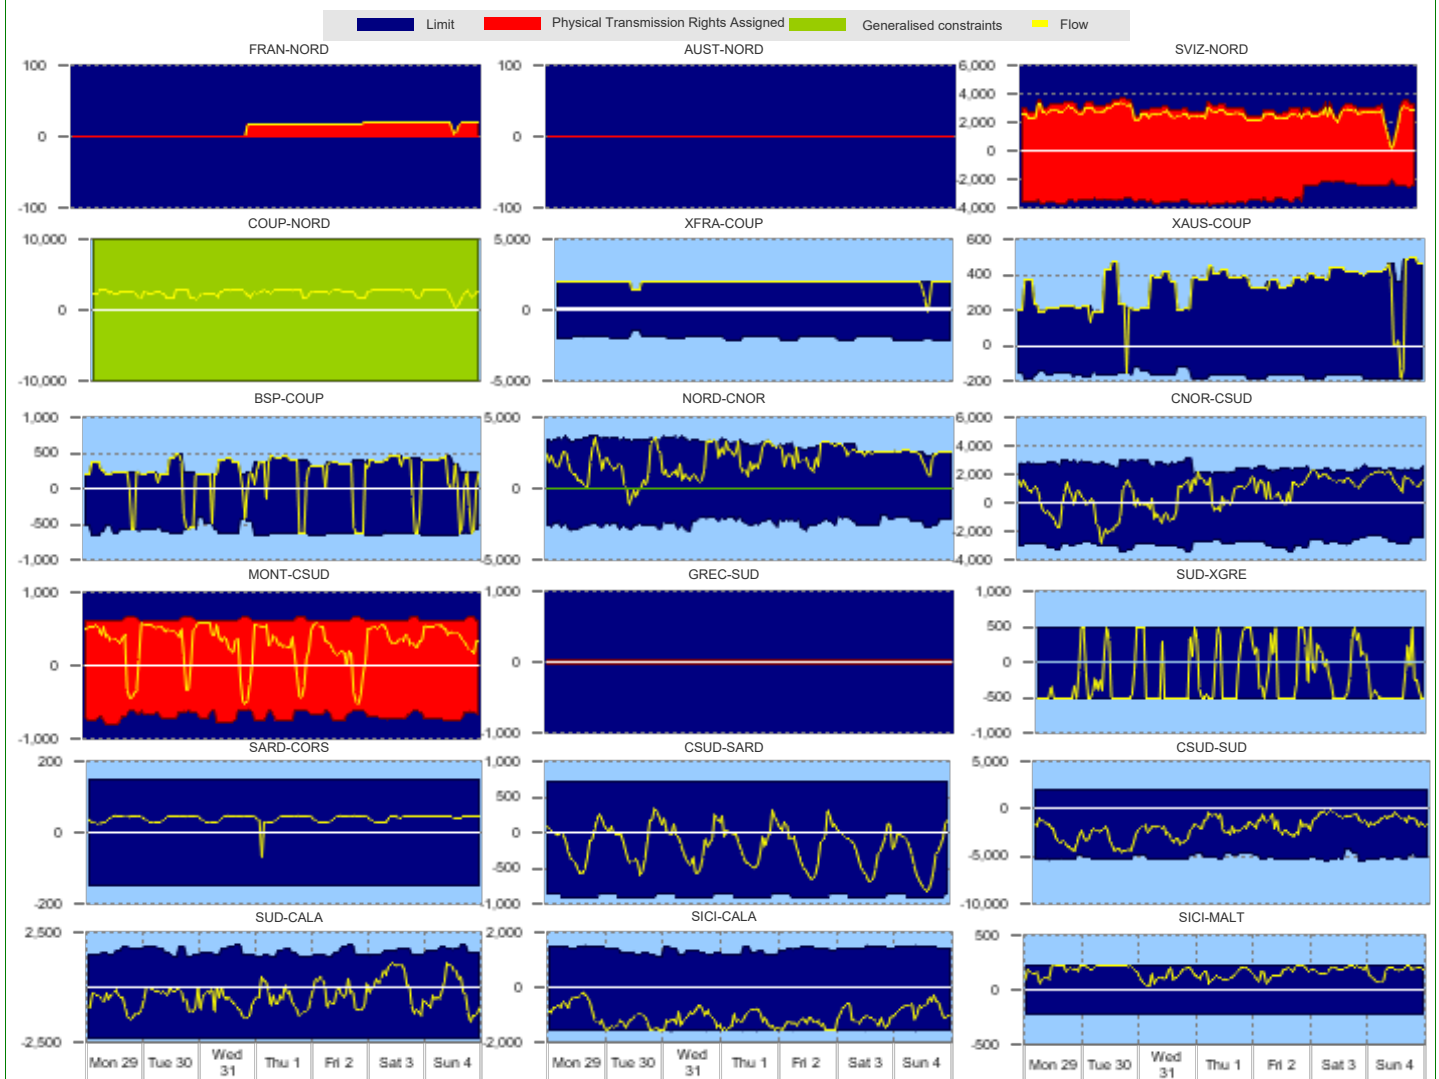 Limit Physical Transmission Rights Assigned Generalised constraints Flow
FRAN-NORD AUST-NORD SVIZ-NORD
100 100 6,000
4,000
2,000
0 0 0
-2,000
-100 -100 -4,000
COUP-NORD XFRA-COUP XAUS-COUP
10,000 5,000 600
400
200
0 0 0
-10,000 -5,000 -200
BSP-COUP NORD-CNOR CNOR-CSUD
1,000 5,000 6,000
500 4,000
2,000
0 0 0
-500 -2,000
-1,000 -5,000 -4,000
MONT-CSUD GREC-SUD SUD-XGRE
1,000 1,000 1,000
500
0 0 0
-500
-1,000 -1,000 -1,000
SARD-CORS CSUD-SARD CSUD-SUD
200 1,000 5,000
500
0 0 0
-500 -5,000
-200 -1,000 -10,000
SUD-CALA SICI-CALA SICI-MALT
2,500 2,000 500
0 0 0
-2,500 -2,000 -500
Mon 29 Tue 30 Wed 31 Thu 1 Fri 2 Sat 3 Sun 4 Mon 29 Tue 30 Wed 31 Thu 1 Fri 2 Sat 3 Sun 4 Mon 29 Tue 30 Wed 31 Thu 1 Fri 2 Sat 3 Sun 4